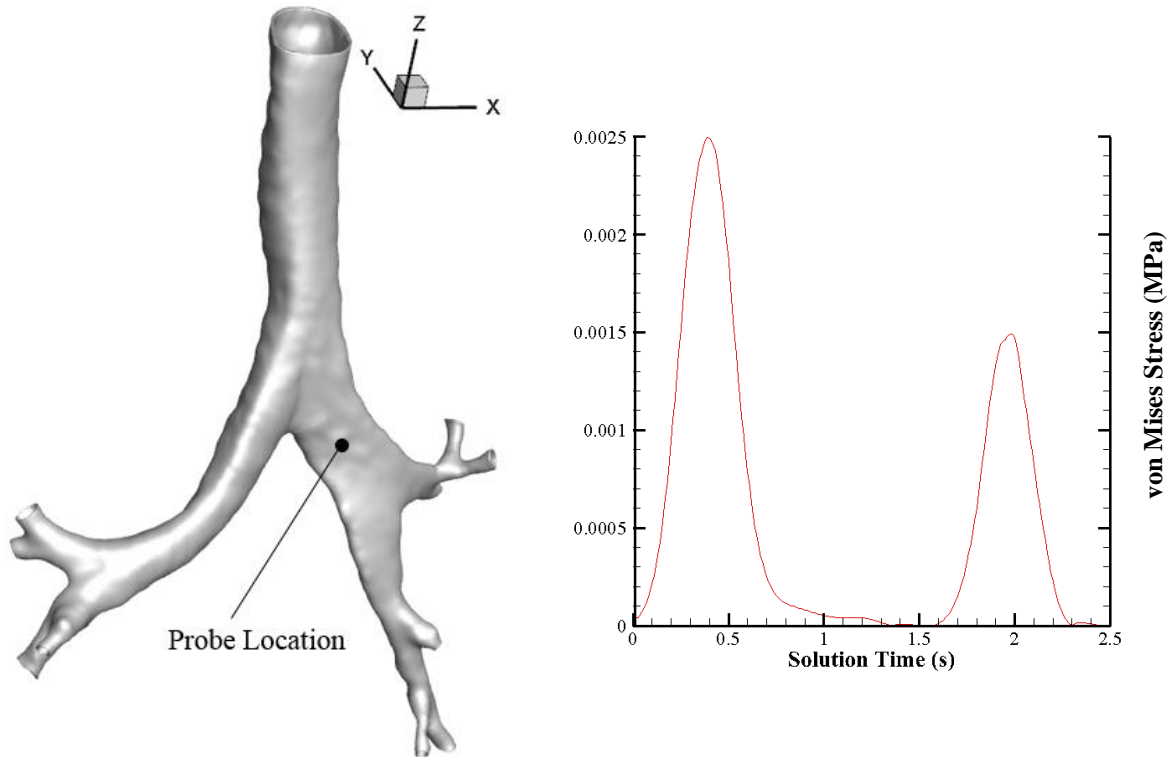 Z
Y
X
Probe Location
0.0025
0.002
0.0015
0.001
0.0005
0
0 0.5 1 1.5 2 2.5
Solution Time (s)
von Mises Stress (MPa)